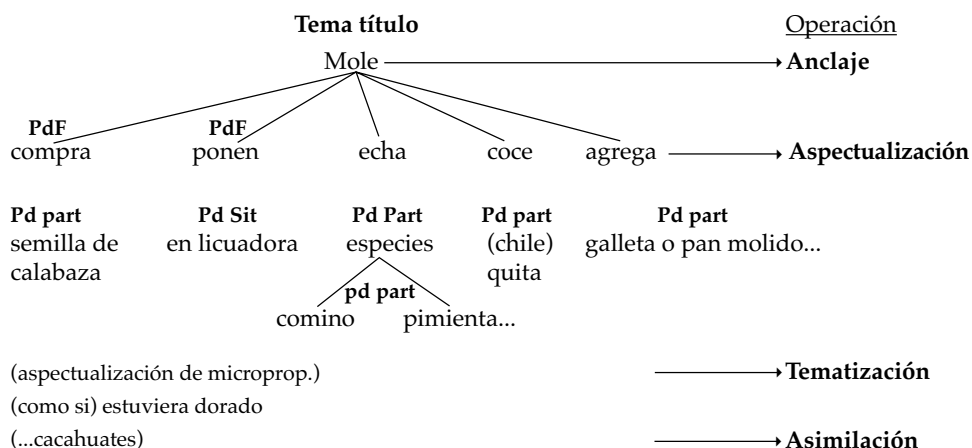 Tema título Operación
Mole Anclaje
PdF PdF
compra ponen echa coce agrega Aspectualización
Pd part Pd Sit Pd Part Pd part Pd part
semilla de en licuadora especies (chile) galleta o pan molido...
calabaza quita
pd part
comino pimienta...
(aspectualización de microprop.) Tematización
(como si) estuviera dorado
(...cacahuates) Asimilación